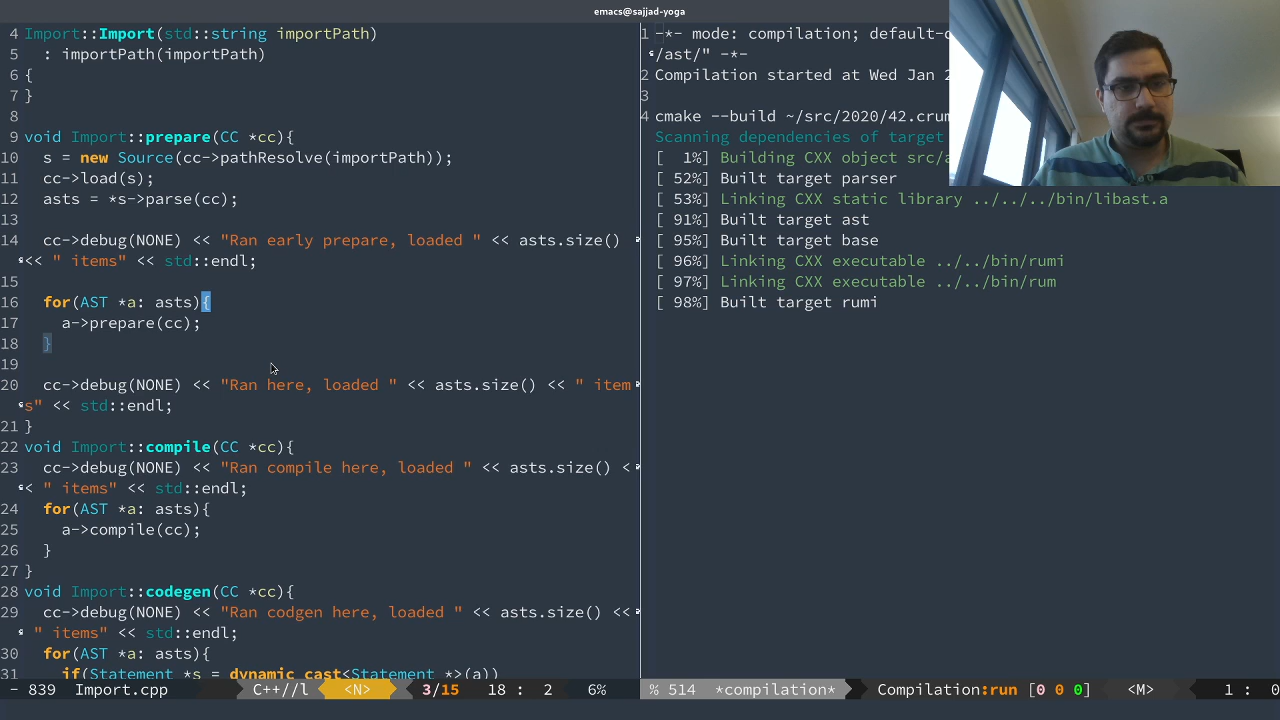 emacs@sajjad-yoga
4 Import::Import(std::string importPath)
5   : importPath(importPath)
6 {
7 }
8
9 void Import::prepare(CC *cc){
10   s = new Source(cc->pathResolve(importPath));
11   cc->load(s);
12   asts = *s->parse(cc);
13
14   cc->debug(NONE) << "Ran early prepare, loaded " << asts.size()
<< " items" << std::endl;
15
16   for(AST *a: asts){
17     a->prepare(cc);
18   }
19
20   cc->debug(NONE) << "Ran here, loaded " << asts.size() << " item
s" << std::endl;
21 }
22 void Import::compile(CC *cc){
23   cc->debug(NONE) << "Ran compile here, loaded " << asts.size() <
< " items" << std::endl;
24   for(AST *a: asts){
25     a->compile(cc);
26   }
27 }
28 void Import::codegen(CC *cc){
29   cc->debug(NONE) << "Ran codgen here, loaded " << asts.size() <<
" items" << std::endl;
30   for(AST *a: asts){
31     if(Statement *s = dynamic_cast<Statement *>(a))
- 839 Import.cpp C++//l <N> 3/15 18 : 2 6%
1 -*- mode: compilation; default-
/ast/" -*-
2 Compilation started at Wed Jan
3
4 cmake --build ~/src/2020/42.crum
Scanning dependencies of target
[  1%] Building CXX object src/
[ 52%] Built target parser
[ 53%] Linking CXX static library ../../../bin/libast.a
[ 91%] Built target ast
[ 95%] Built target base
[ 96%] Linking CXX executable ../../bin/rumi
[ 97%] Linking CXX executable ../../bin/rum
[ 98%] Built target rumi
% 514 *compilation* Compilation:run [0 0 0] <M> 1 : 0